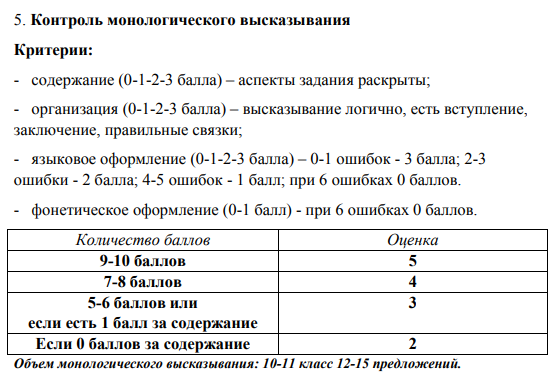 5. Контроль монологического высказывания
Критерии:
- содержание (0-1-2-3 балла) – аспекты задания раскрыты;
- организация (0-1-2-3 балла) – высказывание логично, есть вступление,
заключение, правильные связки;
- языковое оформление (0-1-2-3 балла) – 0-1 ошибок - 3 балла; 2-3
ошибки - 2 балла; 4-5 ошибок - 1 балл; при 6 ошибках 0 баллов.
- фонетическое оформление (0-1 балл) - при 6 ошибках 0 баллов.
Количество баллов Оценка
9-10 баллов 5
7-8 баллов 4
5-6 баллов или 3
если есть 1 балл за содержание
Если 0 баллов за содержание 2
Объем монологического высказывания: 10-11 класс 12-15 предложений.